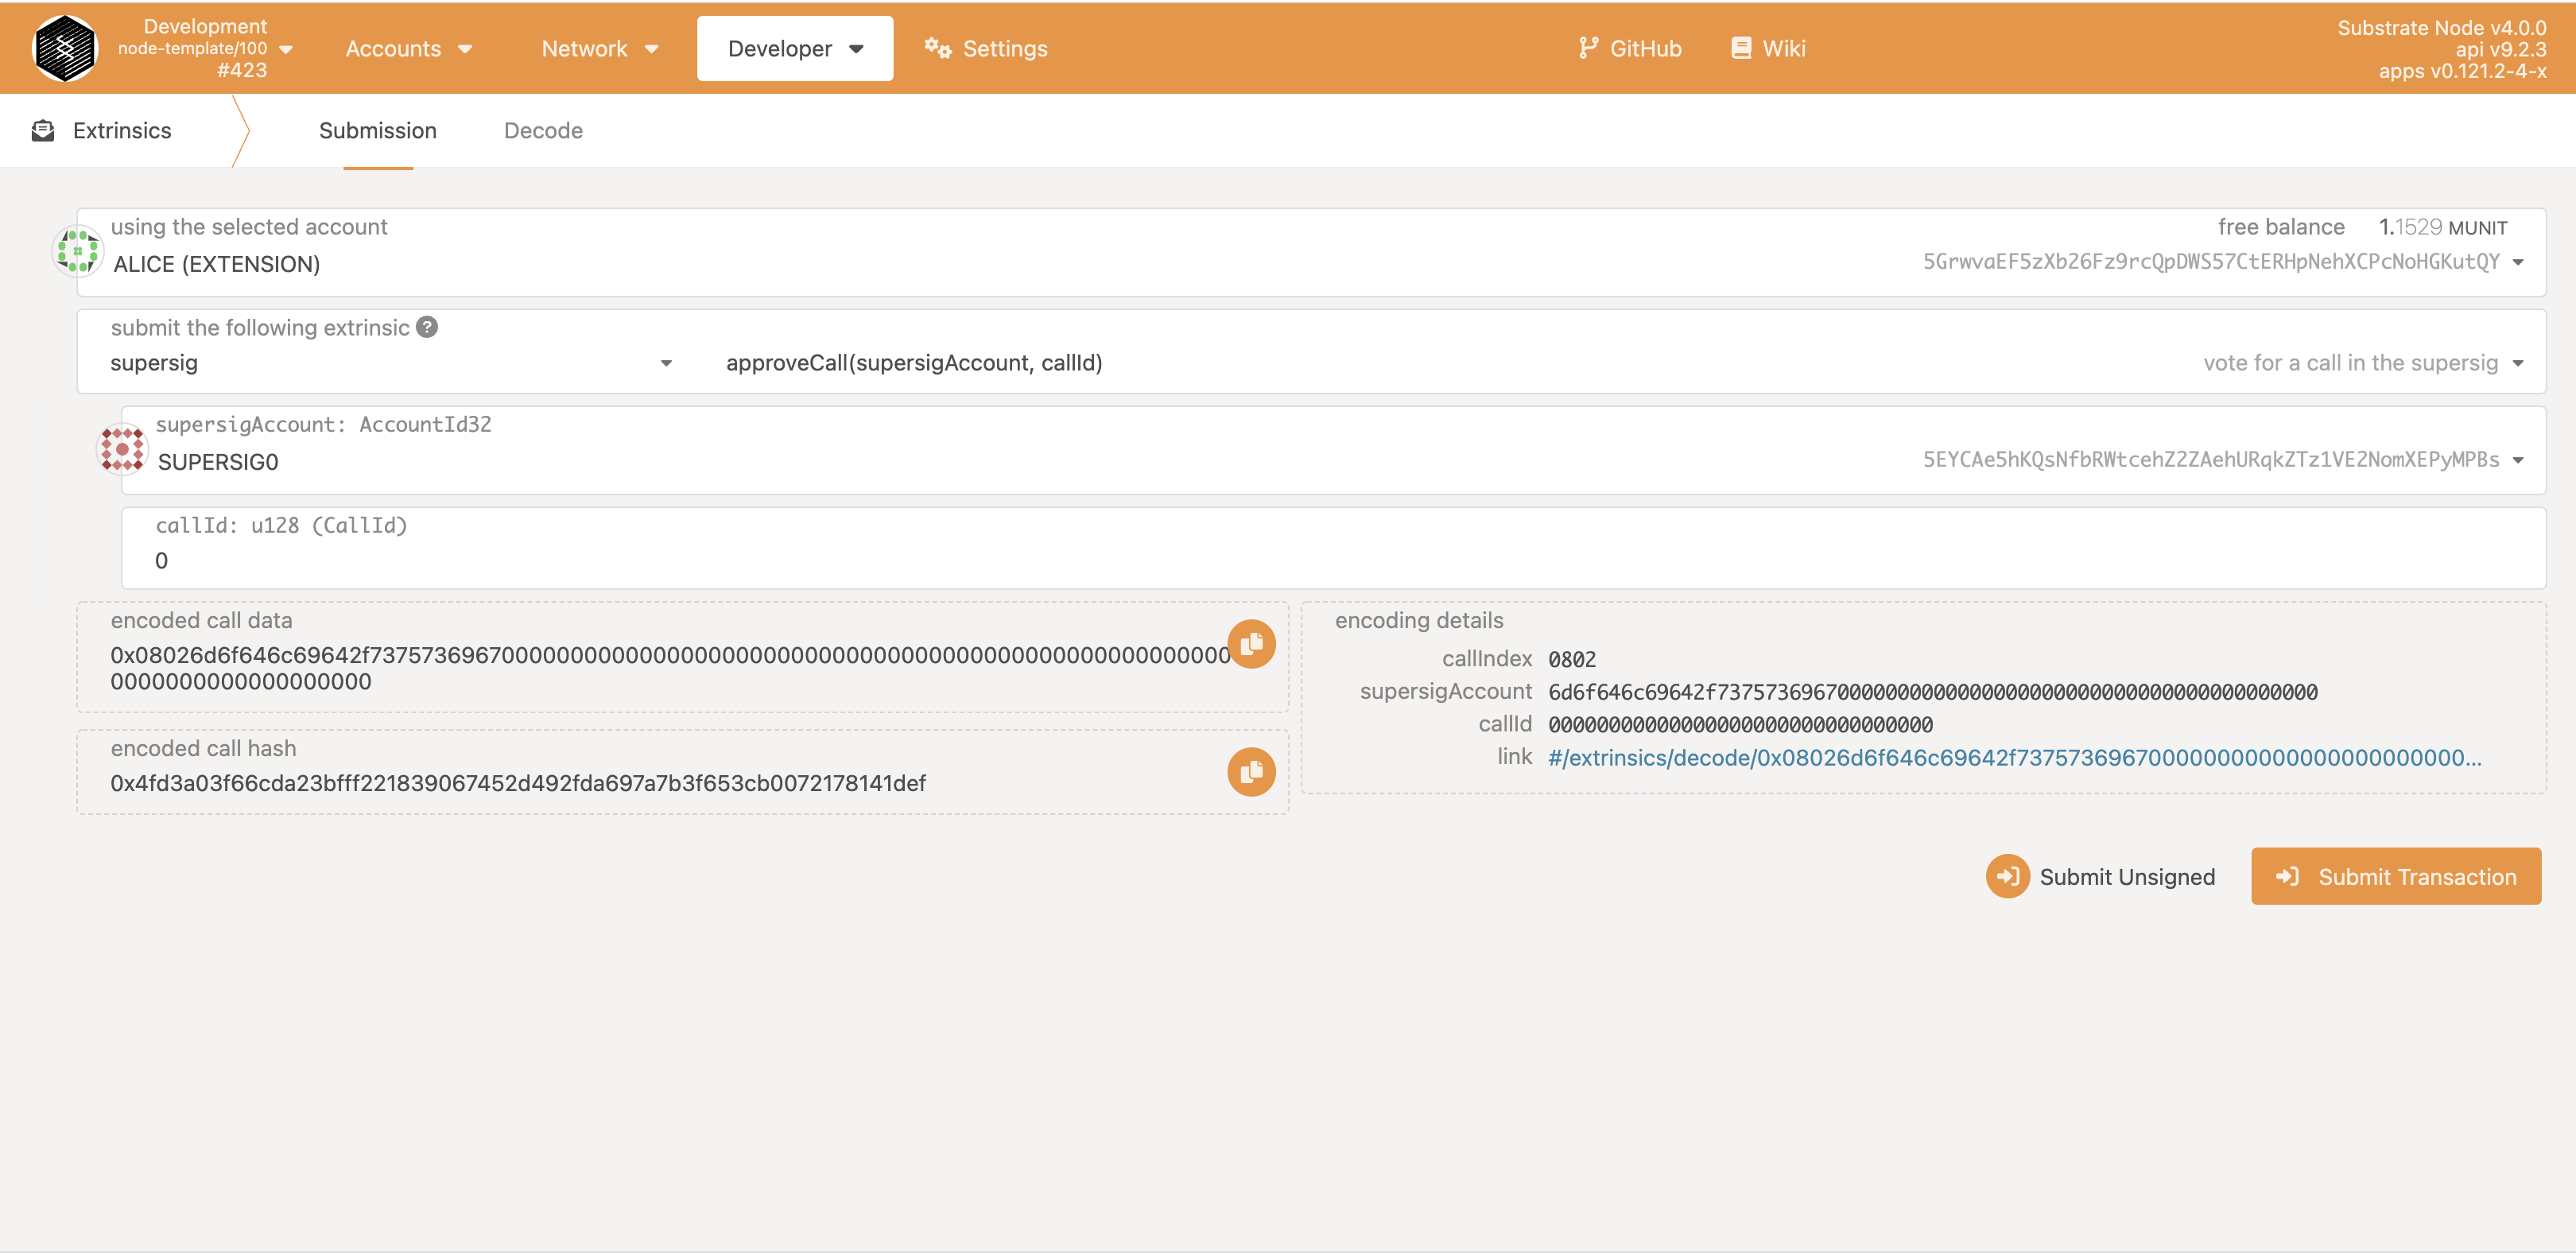 Development
node-template/100
#423
Accounts
Network
Developer
Settings
GitHub
Wiki
Substrate Node v4.0.0
api v9.2.3
apps v0.121.2-4-x
Extrinsics
Submission
Decode
using the selected account
free balance 1.1529 MUNIT
ALICE (EXTENSION)
5GrwvaEF5zXb26Fz9rcQpDWS57CtERHpNehXCPcNoHGKutQY
submit the following extrinsic ?
supersig
approveCall(supersigAccount, callId)
vote for a call in the supersig
supersigAccount: AccountId32
SUPERSIG0
5EYCAe5hKQsNfbRWtcehZ2ZAehURqkZTz1VE2NomXEPyMPBs
callId: u128 (CallId)
0
encoded call data
0x08026d6f646c69642f737573696700000000000000000000000000000000000000000000000000000
0000000000000000000
encoded call hash
0x4fd3a03f66cda23bfff221839067452d492fda697a7b3f653cb0072178141def
encoding details
callIndex 0802
supersigAccount 6d6f646c69642f73757369670000000000000000000000000000000000000000
callId 00000000000000000000000000000000
link #/extrinsics/decode/0x08026d6f646c69642f737573696700000000000000000000000...
Submit Unsigned
Submit Transaction